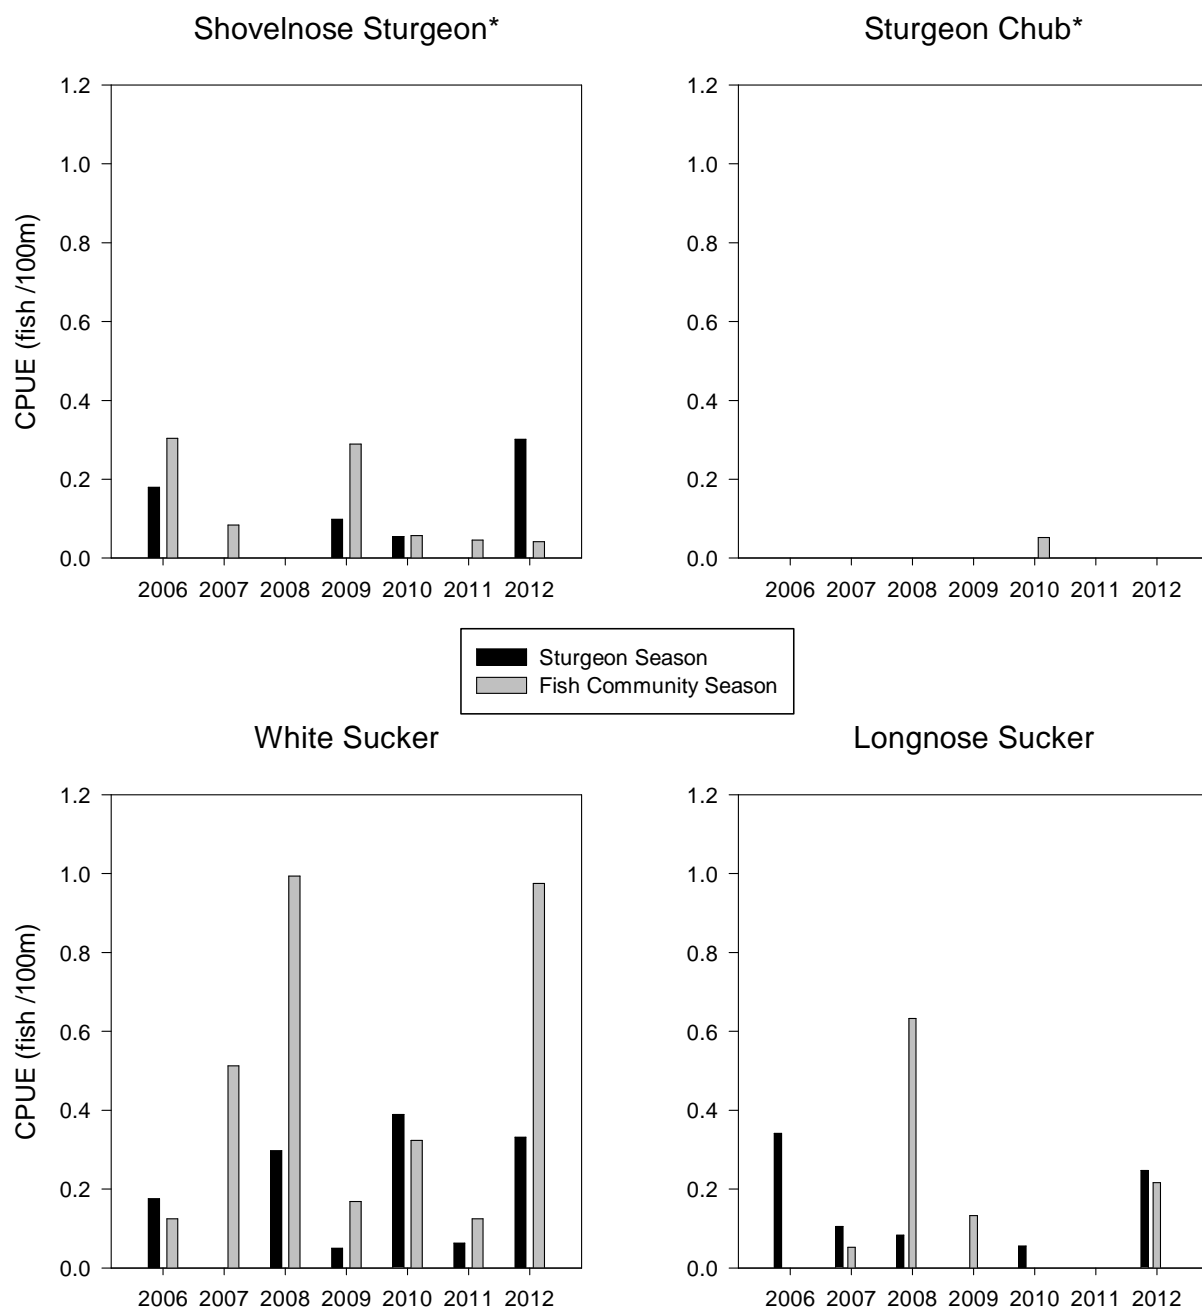 Shovelnose Sturgeon*
Sturgeon Chub*
CPUE (fish /100m)
1.2
1.0
0.8
0.6
0.4
0.2
0.0
2006 2007 2008 2009 2010 2011 2012
1.2
1.0
0.8
0.6
0.4
0.2
0.0
2006 2007 2008 2009 2010 2011 2012
Sturgeon Season
Fish Community Season
White Sucker
Longnose Sucker
CPUE (fish /100m)
1.2
1.0
0.8
0.6
0.4
0.2
0.0
2006 2007 2008 2009 2010 2011 2012
1.2
1.0
0.8
0.6
0.4
0.2
0.0
2006 2007 2008 2009 2010 2011 2012